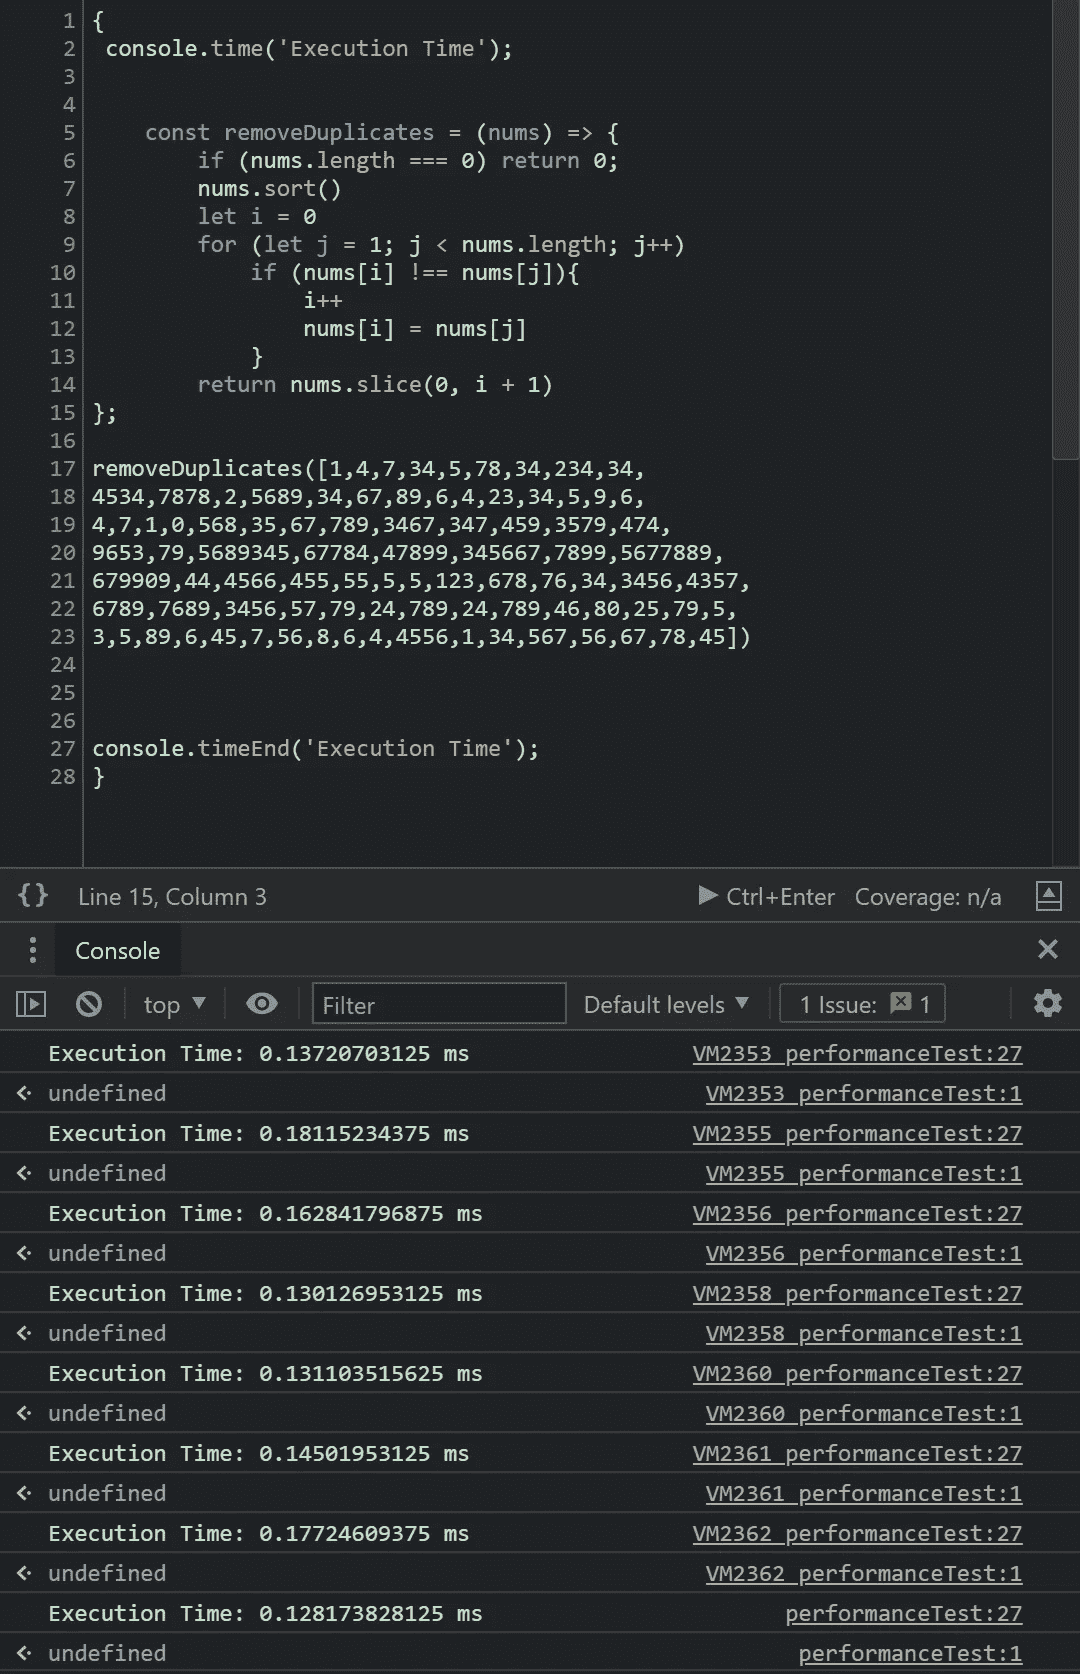 1 {
2 console.time('Execution Time');
3
4
5 const removeDuplicates = (nums) => {
6 if (nums.length === 0) return 0;
7 nums.sort()
8 let i = 0
9 for (let j = 1; j < nums.length; j++)
10 if (nums[i] !== nums[j]){
11 i++
12 nums[i] = nums[j]
13 }
14 return nums.slice(0, i + 1)
15 };
16
17 removeDuplicates([1,4,7,34,5,78,34,234,34,
18 4534,7878,2,5689,34,67,89,6,4,23,34,5,9,6,
19 4,7,1,0,568,35,67,789,3467,347,459,3579,474,
20 9653,79,5689345,67784,47899,345667,7899,5677889,
21 679909,44,4566,455,55,5,5,123,678,76,34,3456,4357,
22 6789,7689,3456,57,79,24,789,24,789,46,80,25,79,5,
23 3,5,89,6,45,7,56,8,6,4,4556,1,34,567,56,67,78,45])
24
25
26
27 console.timeEnd('Execution Time');
28 }
{} Line 15, Column 3 Ctrl+Enter Coverage: n/a
Console
top Filter Default levels 1 Issue: 1
Execution Time: 0.13720703125 ms VM2353 performanceTest:27
undefined VM2353 performanceTest:1
Execution Time: 0.18115234375 ms VM2355 performanceTest:27
undefined VM2355 performanceTest:1
Execution Time: 0.162841796875 ms VM2356 performanceTest:27
undefined VM2356 performanceTest:1
Execution Time: 0.130126953125 ms VM2358 performanceTest:27
undefined VM2358 performanceTest:1
Execution Time: 0.131103515625 ms VM2360 performanceTest:27
undefined VM2360 performanceTest:1
Execution Time: 0.14501953125 ms VM2361 performanceTest:27
undefined VM2361 performanceTest:1
Execution Time: 0.17724609375 ms VM2362 performanceTest:27
undefined VM2362 performanceTest:1
Execution Time: 0.128173828125 ms performanceTest:27
undefined performanceTest:1